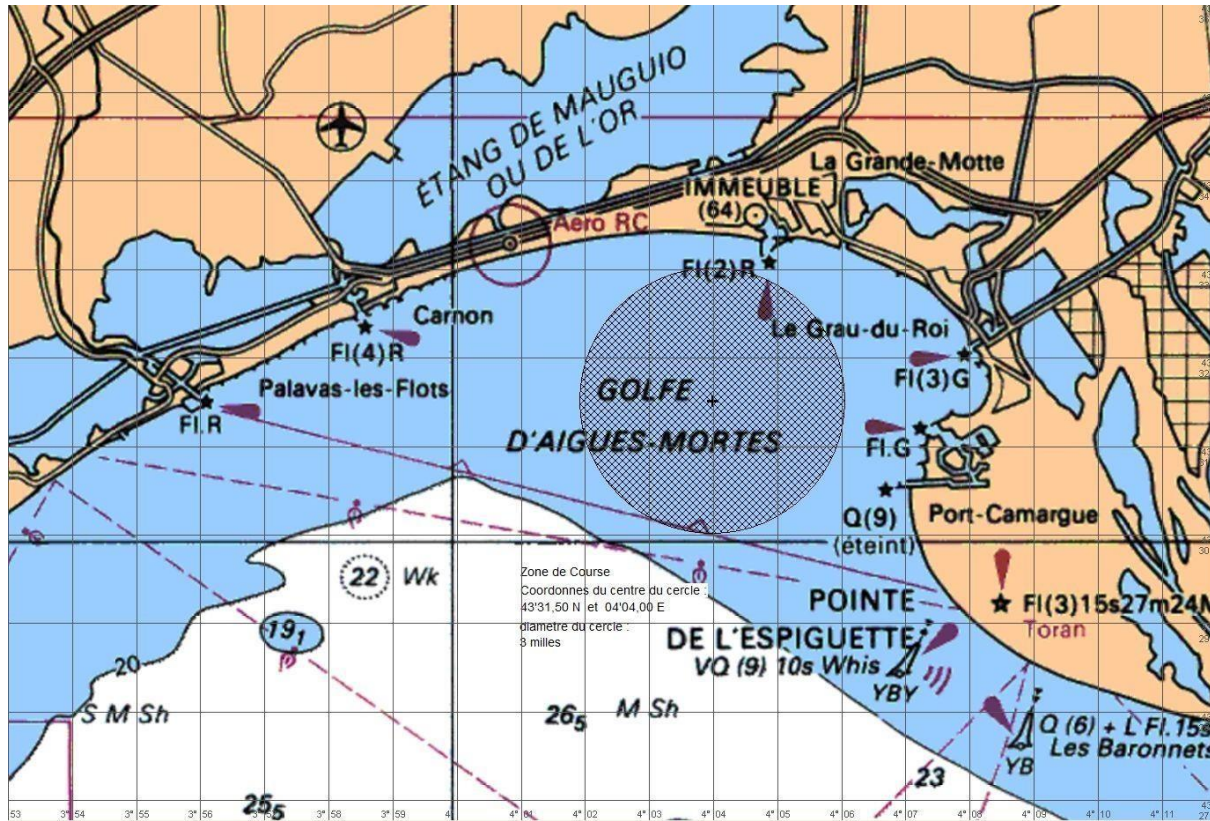 ÉTANG DE MAUGUIO
OU DE L'OR
La Grande-Motte
IMMEUBLE
(64)
Aero RC
Fl(2)R
Carnon
Fl(4)R
Le Grau-du-Roi
Fl(3)G
Palavas-les-Flots
Fl.R
GOLFE
D'AIGUES-MORTES
Fl.G
Q(9)
(éteint)
Port-Camargue
22 Wk
Zone de Course
Coordonnes du centre du cercle :
43'31,50 N et 04'04,00 E
diametre du cercle :
3 milles
POINTE
DE L'ESPIGUETTE
Fl(3)15s27m24M
Toran
VQ (9) 10s Whis
YBY
19₁
20
S M Sh
26₅ M Sh
Q (6) + L Fl.15s
Les Baronnets
YB
23
25₅
53 3° 54 3° 55 3° 56 3° 57 3° 58 3° 59 4° 00 4° 01 4° 02 4° 03 4° 04 4° 05 4° 06 4° 07 4° 08 4° 09 4° 10 4° 11